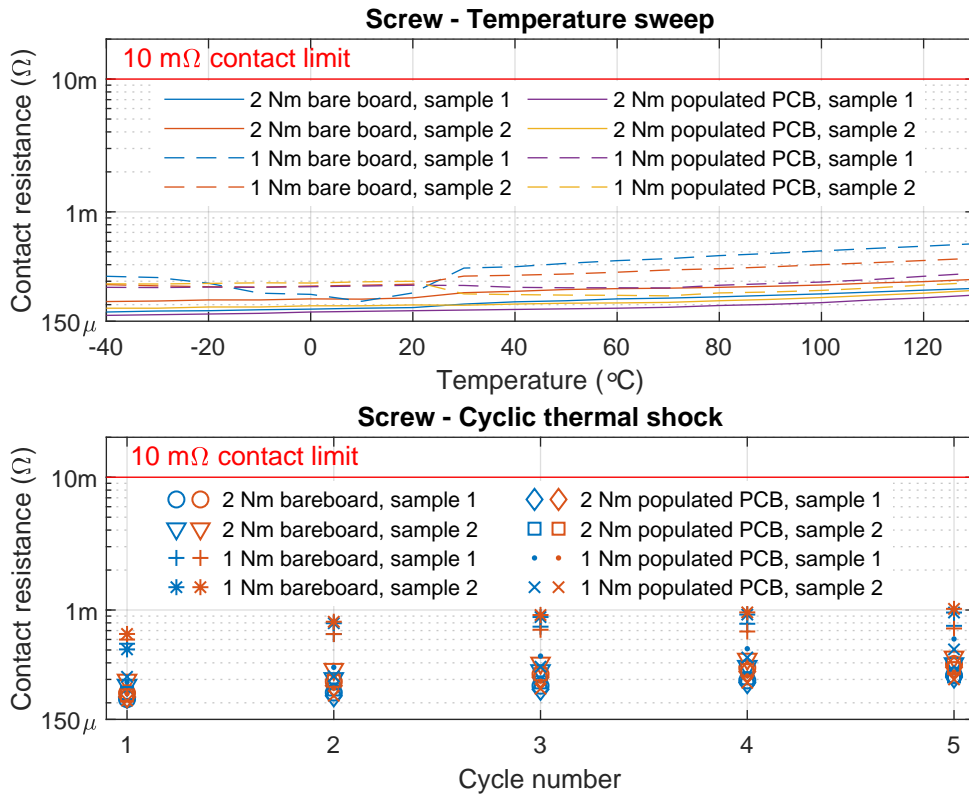 Screw - Temperature sweep
10 mΩ contact limit
10m
1m
150 μ
Contact resistance (Ω)
2 Nm bare board, sample 1
2 Nm populated PCB, sample 1
2 Nm bare board, sample 2
2 Nm populated PCB, sample 2
1 Nm bare board, sample 1
1 Nm populated PCB, sample 1
1 Nm bare board, sample 2
1 Nm populated PCB, sample 2
-40 -20 0 20 40 60 80 100 120
Temperature (°C)
Screw - Cyclic thermal shock
10 mΩ contact limit
10m
1m
150 μ
Contact resistance (Ω)
2 Nm bareboard, sample 1
2 Nm populated PCB, sample 1
2 Nm bareboard, sample 2
2 Nm populated PCB, sample 2
1 Nm bareboard, sample 1
1 Nm populated PCB, sample 1
1 Nm bareboard, sample 2
1 Nm populated PCB, sample 2
1 2 3 4 5
Cycle number